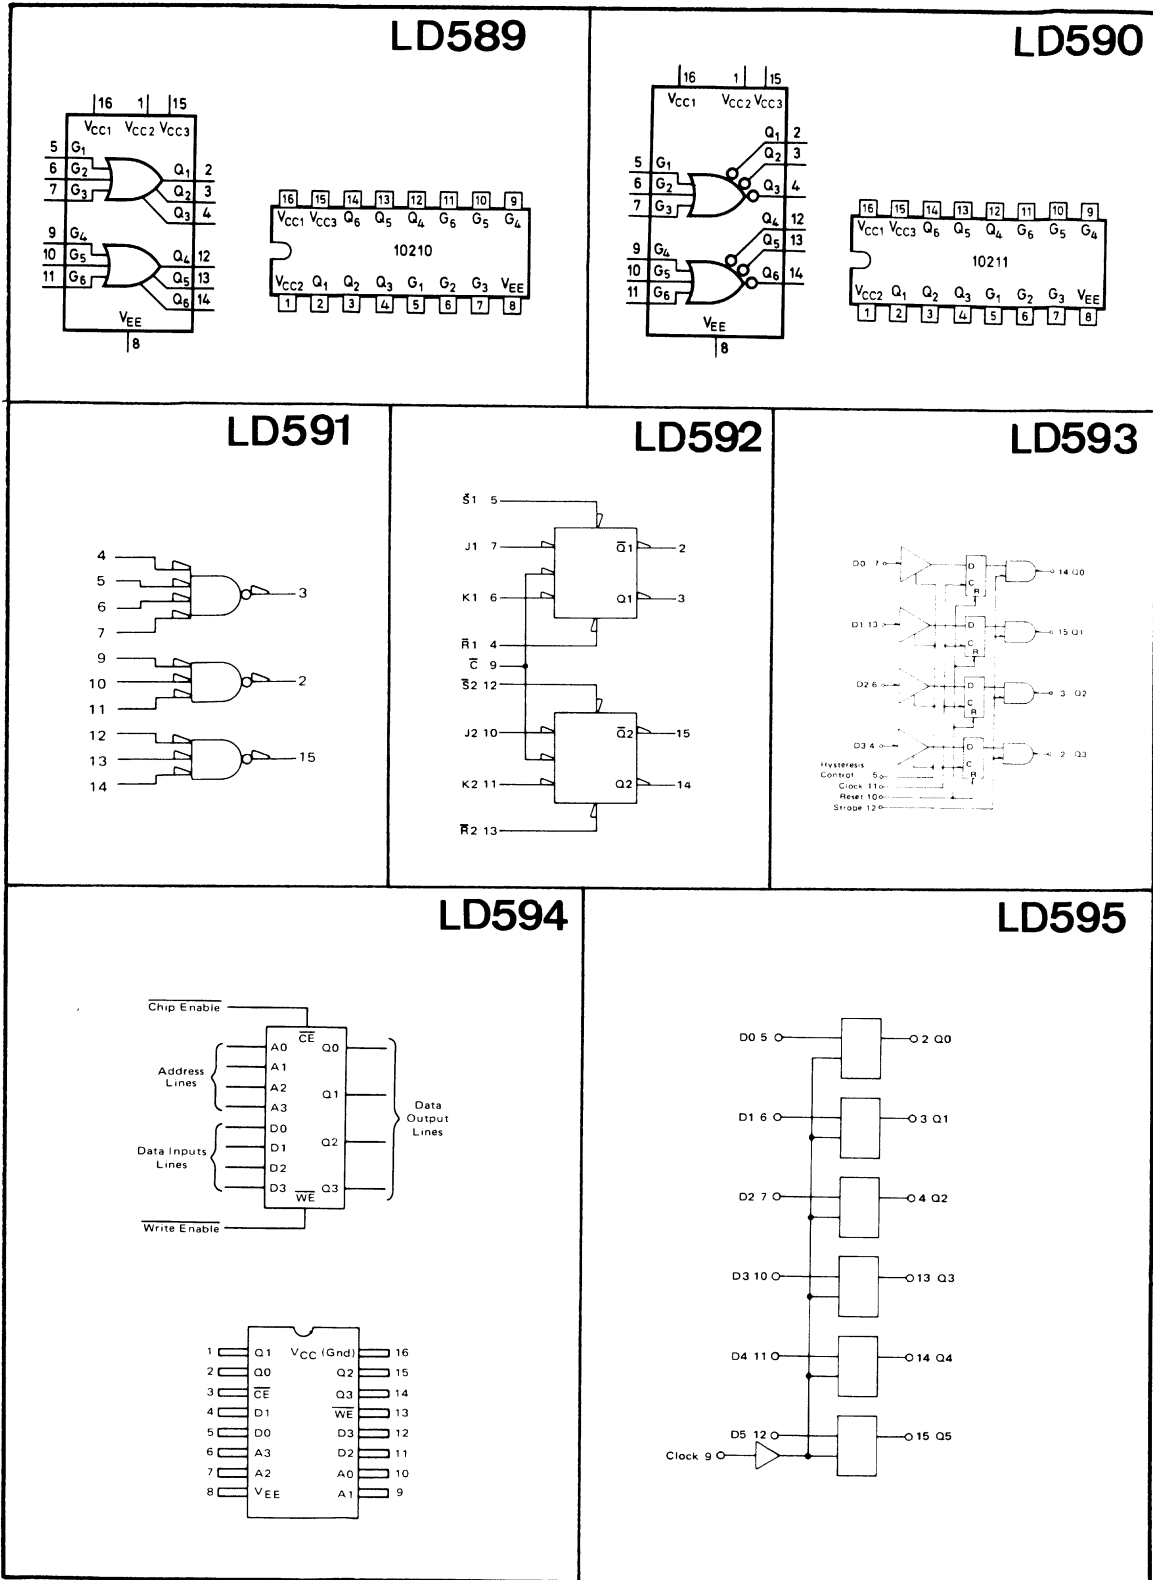 LD589
16 1 15
VCC1 VCC2 VCC3
5 G1
6 G2 Q1 2
7 G3 Q2 3
Q3 4
9 G4
10 G5 Q4 12
11 G6 Q5 13
Q6 14
VEE
8
16 15 14 13 12 11 10 9
VCC1 VCC3 Q6 Q5 Q4 G6 G5 G4
10210
VCC2 Q1 Q2 Q3 G1 G2 G3 VEE
1 2 3 4 5 6 7 8
LD590
16 1 15
VCC1 VCC2 VCC3
Q1 2
Q2 3
5 G1
6 G2 Q3 4
7 G3
Q4 12
Q5 13
9 G4
10 G5 Q6 14
11 G6
VEE
8
16 15 14 13 12 11 10 9
VCC1 VCC3 Q6 Q5 Q4 G6 G5 G4
10211
VCC2 Q1 Q2 Q3 G1 G2 G3 VEE
1 2 3 4 5 6 7 8
LD591
4
5
6
7
3
9
10
11
2
12
13
14
15
LD592
S̅1 5
J1 7 Q̅1 2
K1 6 Q1 3
R̅1 4
C̅ 9
S̅2 12
J2 10 Q̅2 15
K2 11 Q2 14
R̅2 13
LD593
D0 7 D C R 14 Q0
D1 13 D C R 15 Q1
D2 6 D C R 3 Q2
D3 4 D C R 2 Q3
Hysteresis
Control 5
Clock 11
Reset 10
Strobe 12
LD594
C̅h̅i̅p̅ E̅n̅a̅b̅l̅e̅
C̅E̅
A0 Q0
A1
A2 Q1
A3
Address
Lines
D0
D1 Q2
D2
D3 W̅E̅ Q3
Data Inputs
Lines
Data
Output
Lines
W̅r̅i̅t̅e̅ E̅n̅a̅b̅l̅e̅
1 Q1 VCC (Gnd) 16
2 Q0 Q2 15
3 C̅E̅ Q3 14
4 D1 W̅E̅ 13
5 D0 D3 12
6 A3 D2 11
7 A2 A0 10
8 VEE A1 9
LD595
D0 5 2 Q0
D1 6 3 Q1
D2 7 4 Q2
D3 10 13 Q3
D4 11 14 Q4
D5 12 15 Q5
Clock 9